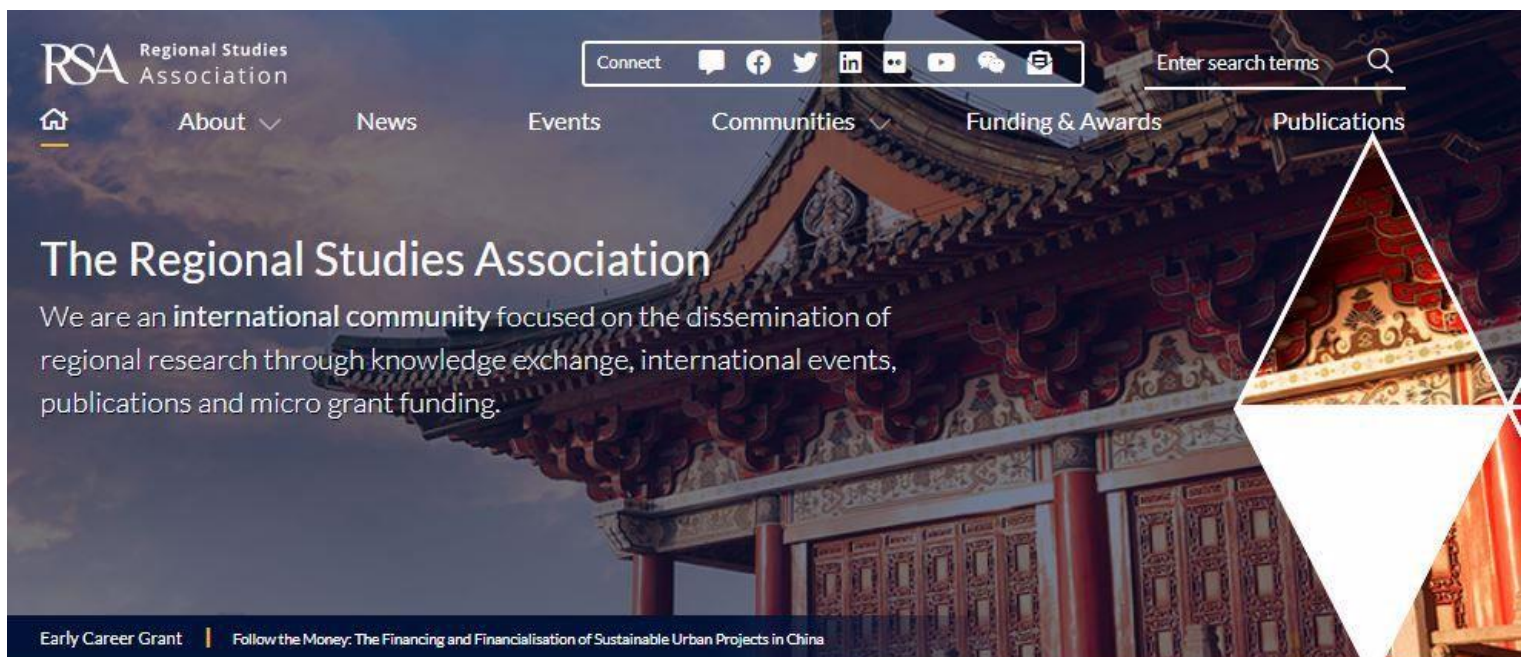 RSA Regional Studies
Association
Connect
Enter search terms
About
News
Events
Communities
Funding & Awards
Publications
The Regional Studies Association
We are an international community focused on the dissemination of
regional research through knowledge exchange, international events,
publications and micro grant funding.
Early Career Grant
Follow the Money: The Financing and Financialisation of Sustainable Urban Projects in China